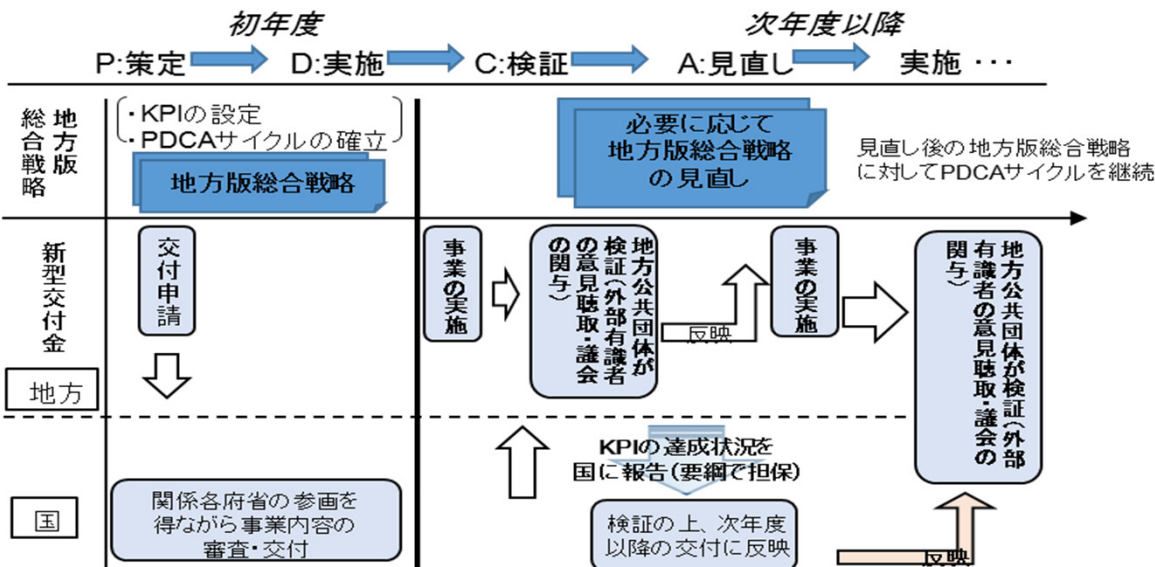 初年度
次年度以降
P:策定
D:実施
C:検証
A:見直し
実施 ・・・
地方版
総合戦略
・KPIの設定
・PDCAサイクルの確立
地方版総合戦略
必要に応じて
地方版総合戦略
の見直し
見直し後の地方版総合戦略
に対してPDCAサイクルを継続
新型交付金
交付申請
事業の実施
地方公共団体が
検証(外部有識者
の意見聴取・議会
の関与)
反映
事業の実施
地方公共団体が検証(外部
有識者の意見聴取・議会の
関与)
地方
KPIの達成状況を
国に報告(要綱で担保)
国
関係各府省の参画を
得ながら事業内容の
審査・交付
検証の上、次年度
以降の交付に反映
反映